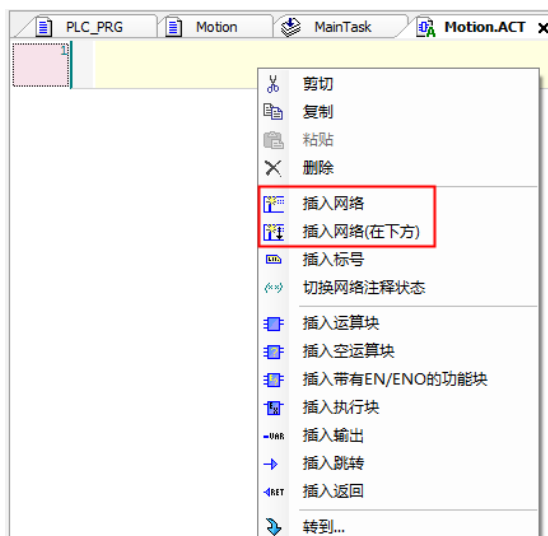 PLC_PRG Motion MainTask Motion.ACT
1
剪切
复制
粘贴
删除
插入网络
插入网络(在下方)
插入标号
切换网络注释状态
插入运算块
插入空运算块
插入带有EN/ENO的功能块
插入执行块
VAR 插入输出
插入跳转
RET 插入返回
转到...